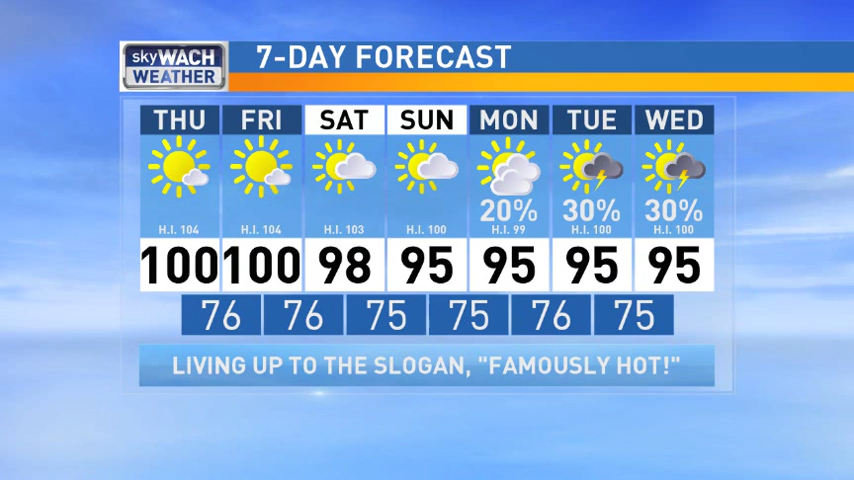 skyWACH
WEATHER
7-DAY FORECAST
THU FRI SAT SUN MON TUE WED
20% 30% 30%
H.I. 104 H.I. 104 H.I. 103 H.I. 100 H.I. 99 H.I. 100 H.I. 100
100 100 98 95 95 95 95
76 76 75 75 76 75
LIVING UP TO THE SLOGAN, "FAMOUSLY HOT!"